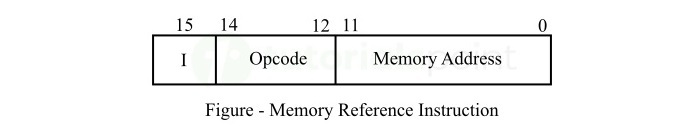 15 14 12 11 0
I Opcode Memory Address
Figure - Memory Reference Instruction